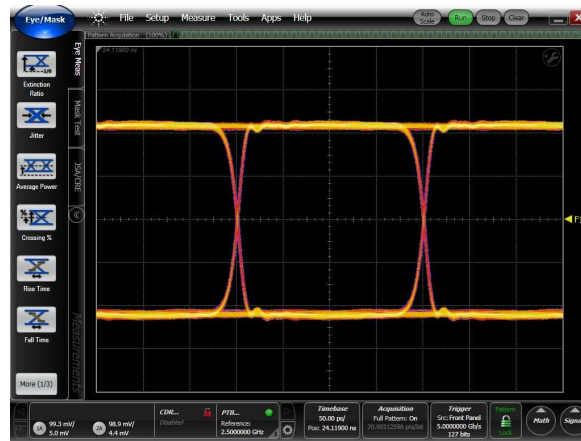 Eye/Mask
File Setup Measure Tools Apps Help
Auto Scale
Run
Stop
Clear
Pattern Acquisition (100%)
24.11900 ns
Eye Meas
Mask Test
JSA/CRE
Extinction
Ratio
Jitter
Average Power
Crossing %
Rise Time
Fall Time
More (1/3)
Measurements
F1
1A 99.3 mV/
5.0 mV
2A 98.9 mV/
4.4 mV
CDR...
Disabled
PTB...
Reference:
2.5000000 GHz
Timebase
50.00 ps/
Pos: 24.11900 ns
Acquisition
Full Pattern: On
Trigger
Src: Front Panel
5.0000000 Gb/s
127 bits
Pattern
Lock
Math